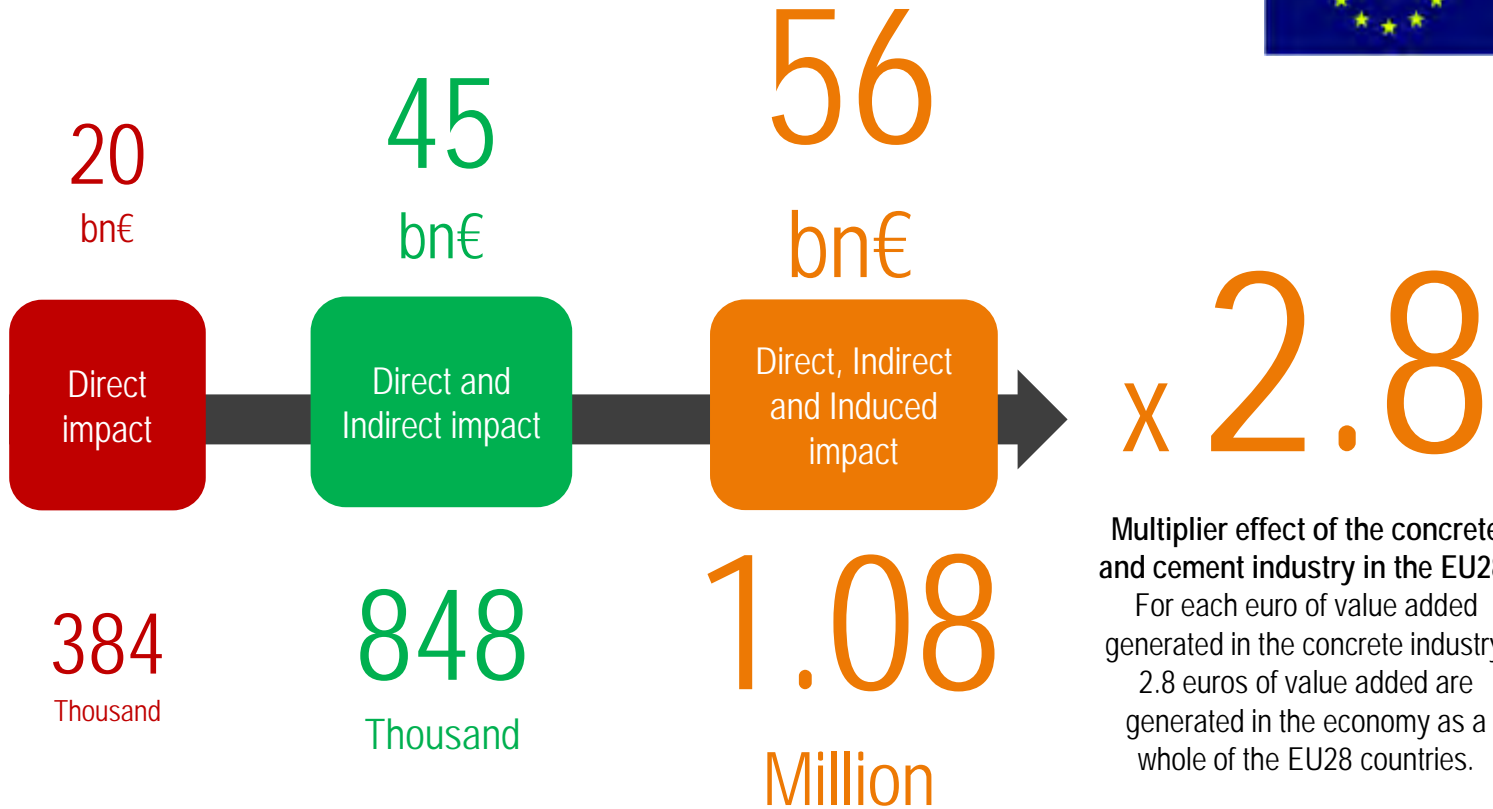 20
bn€
45
bn€
56
bn€
Direct
impact
Direct and
Indirect impact
Direct, Indirect
and Induced
impact
x 2.8
384
Thousand
848
Thousand
1.08
Million
Multiplier effect of the concrete
and cement industry in the EU28
For each euro of value added
generated in the concrete industry
2.8 euros of value added are
generated in the economy as a
whole of the EU28 countries.